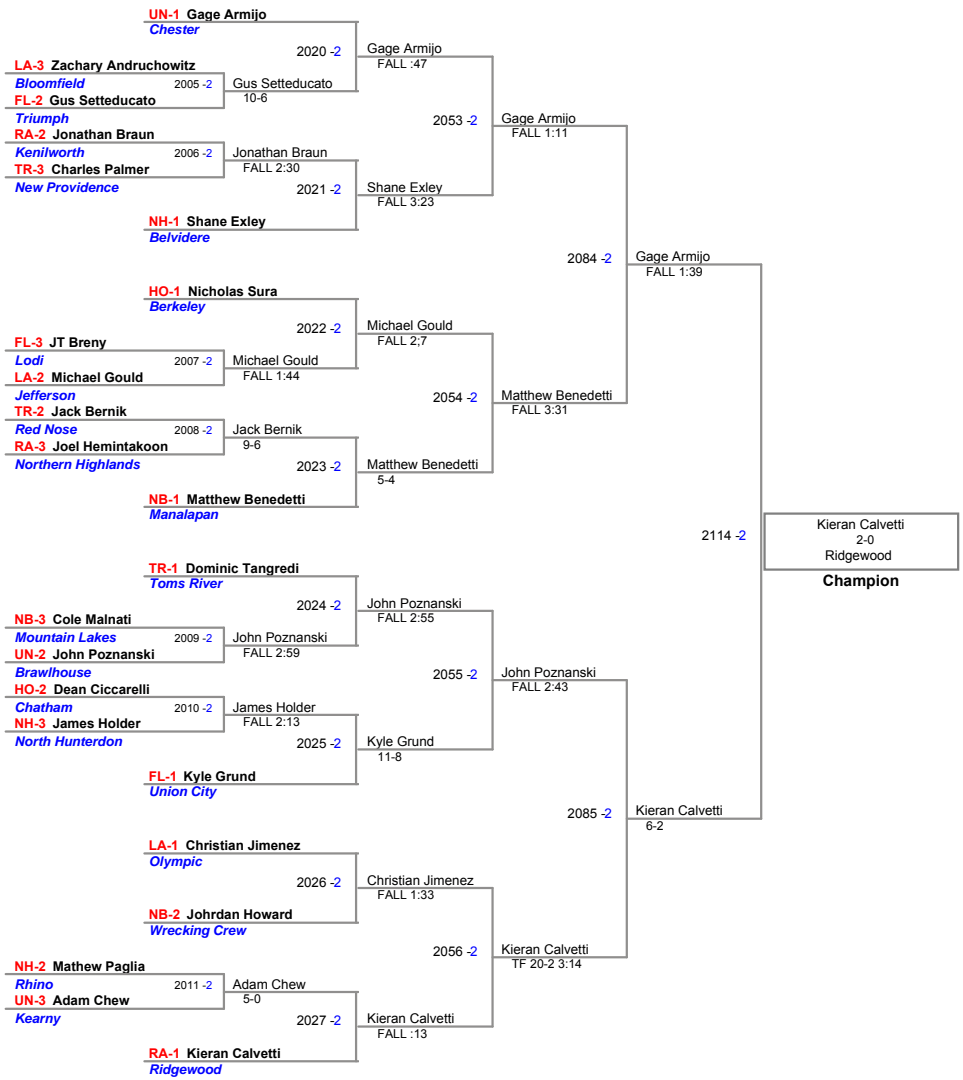 UN-1 Gage Armijo
Chester
2020 -2
Gage Armijo
FALL :47
LA-3 Zachary Andruchowitz
Bloomfield
2005 -2
Gus Setteducato
10-6
FL-2 Gus Setteducato
Triumph
2053 -2
Gage Armijo
FALL 1:11
RA-2 Jonathan Braun
Kenilworth
2006 -2
Jonathan Braun
FALL 2:30
TR-3 Charles Palmer
New Providence
2021 -2
Shane Exley
FALL 3:23
NH-1 Shane Exley
Belvidere
2084 -2
Gage Armijo
FALL 1:39
HO-1 Nicholas Sura
Berkeley
2022 -2
Michael Gould
FALL 2;7
FL-3 JT Breny
Lodi
2007 -2
Michael Gould
FALL 1:44
LA-2 Michael Gould
Jefferson
2054 -2
Matthew Benedetti
FALL 3:31
TR-2 Jack Bernik
Red Nose
2008 -2
Jack Bernik
9-6
RA-3 Joel Hemintakoon
Northern Highlands
2023 -2
Matthew Benedetti
5-4
NB-1 Matthew Benedetti
Manalapan
2114 -2
Kieran Calvetti
2-0
Ridgewood
Champion
TR-1 Dominic Tangredi
Toms River
2024 -2
John Poznanski
FALL 2:55
NB-3 Cole Malnati
Mountain Lakes
2009 -2
John Poznanski
FALL 2:59
UN-2 John Poznanski
Brawlhouse
2055 -2
John Poznanski
FALL 2:43
HO-2 Dean Ciccarelli
Chatham
2010 -2
James Holder
FALL 2:13
NH-3 James Holder
North Hunterdon
2025 -2
Kyle Grund
11-8
FL-1 Kyle Grund
Union City
2085 -2
Kieran Calvetti
6-2
LA-1 Christian Jimenez
Olympic
2026 -2
Christian Jimenez
FALL 1:33
NB-2 Johrdan Howard
Wrecking Crew
2056 -2
Kieran Calvetti
TF 20-2 3:14
NH-2 Mathew Paglia
Rhino
2011 -2
Adam Chew
5-0
UN-3 Adam Chew
Kearny
2027 -2
Kieran Calvetti
FALL :13
RA-1 Kieran Calvetti
Ridgewood